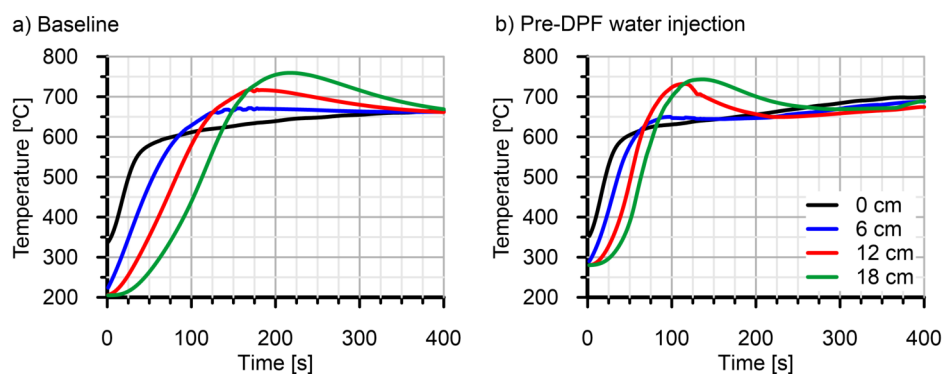 a) Baseline
b) Pre-DPF water injection
800
700
600
500
400
300
200
Temperature [ºC]
0 100 200 300 400
Time [s]
800
700
600
500
400
300
200
Temperature [ºC]
0 cm
6 cm
12 cm
18 cm
0 100 200 300 400
Time [s]